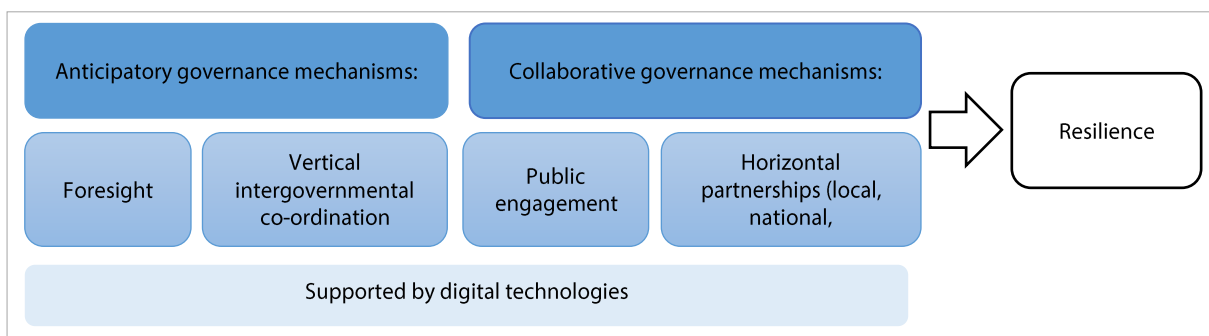 Anticipatory governance mechanisms:
Collaborative governance mechanisms:
Foresight
Vertical
intergovernmental
co-ordination
Public
engagement
Horizontal
partnerships (local,
national,
Resilience
Supported by digital technologies